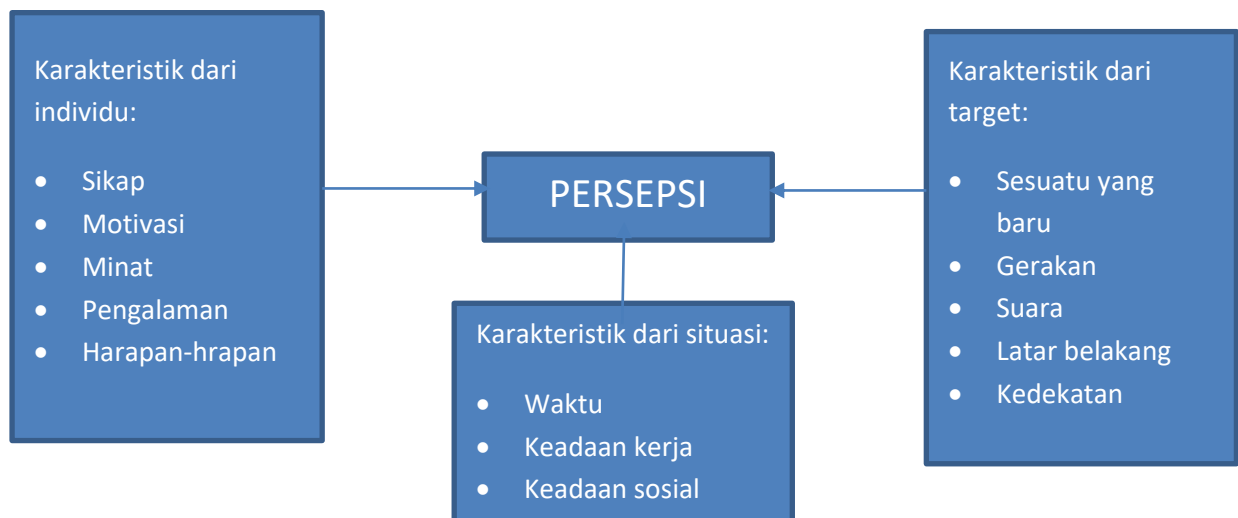 Karakteristik dari
individu:
• Sikap
• Motivasi
• Minat
• Pengalaman
• Harapan-hrapan
PERSEPSI
Karakteristik dari situasi:
• Waktu
• Keadaan kerja
• Keadaan sosial
Karakteristik dari
target:
• Sesuatu yang
baru
• Gerakan
• Suara
• Latar belakang
• Kedekatan